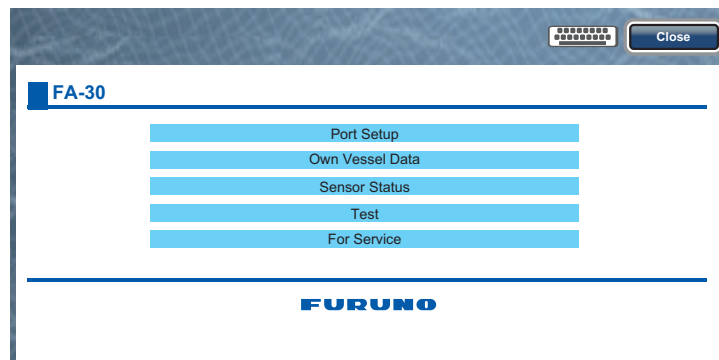 Close
FA-30
Port Setup
Own Vessel Data
Sensor Status
Test
For Service
FURUNO